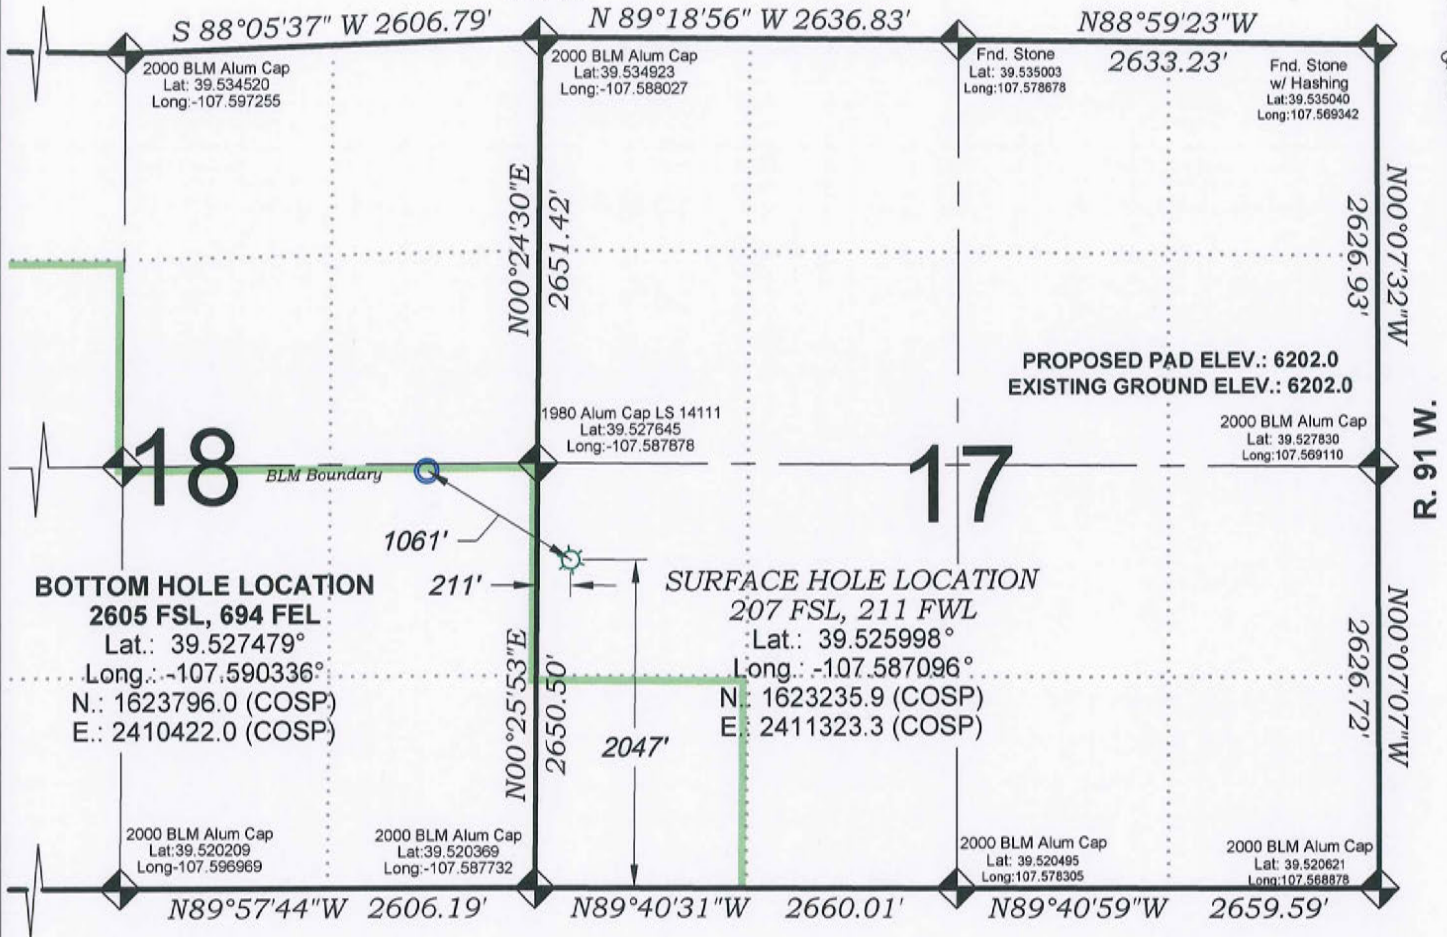 S 88°05'37" W 2606.79'
N 89°18'56" W 2636.83'
N88°59'23"W
2633.23'
2000 BLM Alum Cap
Lat: 39.534520
Long:-107.597255
2000 BLM Alum Cap
Lat:39.534923
Long:-107.588027
Fnd. Stone
Lat: 39.535003
Long:107.578678
Fnd. Stone
w/ Hashing
Lat:39.535040
Long:107.569342
N00°24'30"E
2651.42'
2626.93'
N00°07'32"W
PROPOSED PAD ELEV.: 6202.0
EXISTING GROUND ELEV.: 6202.0
1980 Alum Cap LS 14111
Lat:39.527645
Long:-107.587878
2000 BLM Alum Cap
Lat: 39.527830
Long:107.569110
R. 91 W.
18
BLM Boundary
17
1061'
211'
BOTTOM HOLE LOCATION
2605 FSL, 694 FEL
Lat.: 39.527479°
Long.: -107.590336°
N.: 1623796.0 (COSP)
E.: 2410422.0 (COSP)
SURFACE HOLE LOCATION
207 FSL, 211 FWL
Lat.: 39.525998°
Long.: -107.587096°
N.: 1623235.9 (COSP)
E.: 2411323.3 (COSP)
N00°25'53"E
2650.50'
2047'
2626.72'
N00°07'07"W
2000 BLM Alum Cap
Lat:39.520209
Long-107.596969
2000 BLM Alum Cap
Lat:39.520369
Long:-107.587732
2000 BLM Alum Cap
Lat: 39.520495
Long:107.578305
2000 BLM Alum Cap
Lat: 39.520621
Long:107.568878
N89°57'44"W 2606.19'
N89°40'31"W 2660.01'
N89°40'59"W 2659.59'